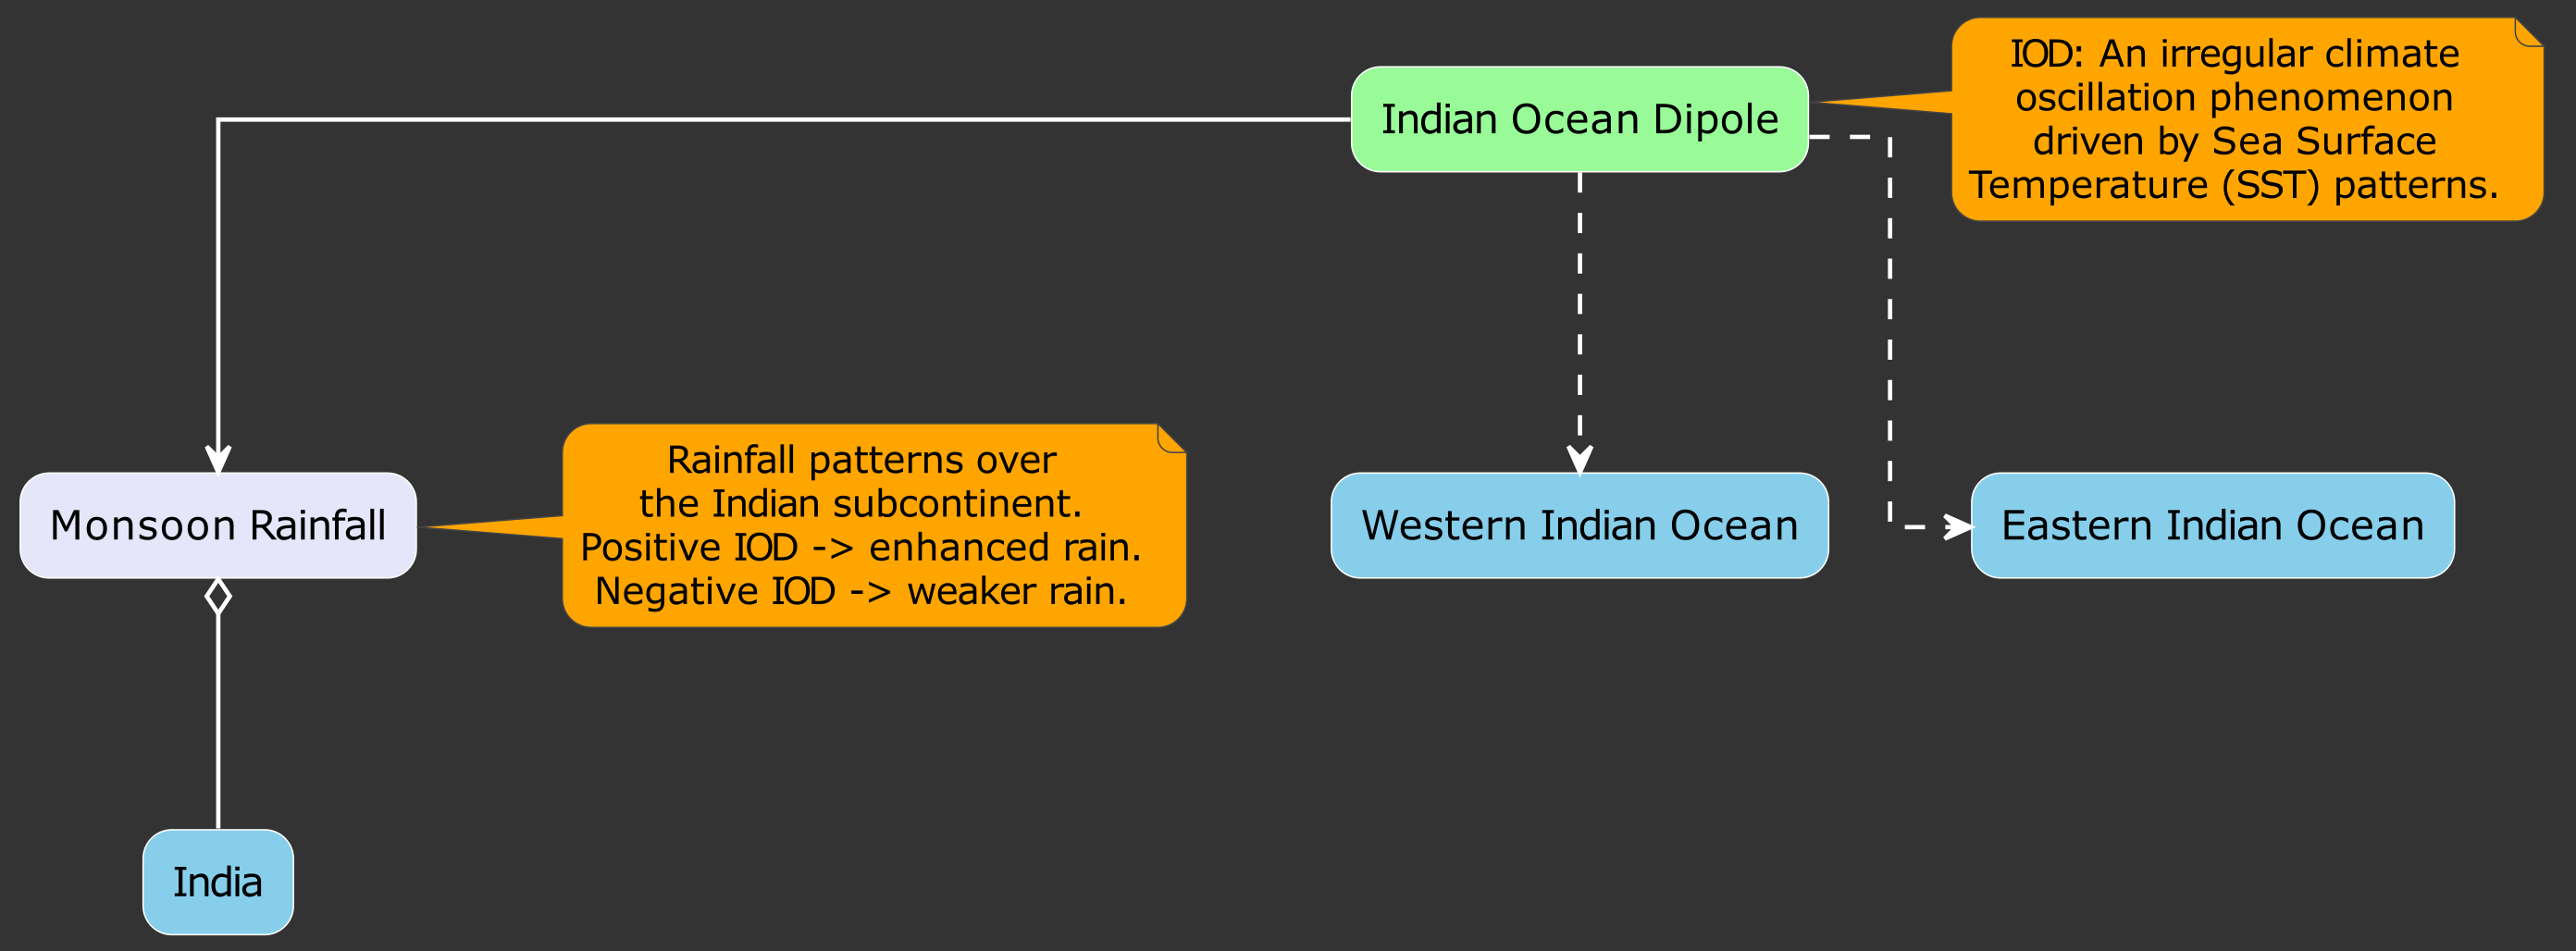 Indian Ocean Dipole
IOD: An irregular climate
oscillation phenomenon
driven by Sea Surface
Temperature (SST) patterns.
Monsoon Rainfall
Rainfall patterns over
the Indian subcontinent.
Positive IOD -> enhanced rain.
Negative IOD -> weaker rain.
Western Indian Ocean
Eastern Indian Ocean
India